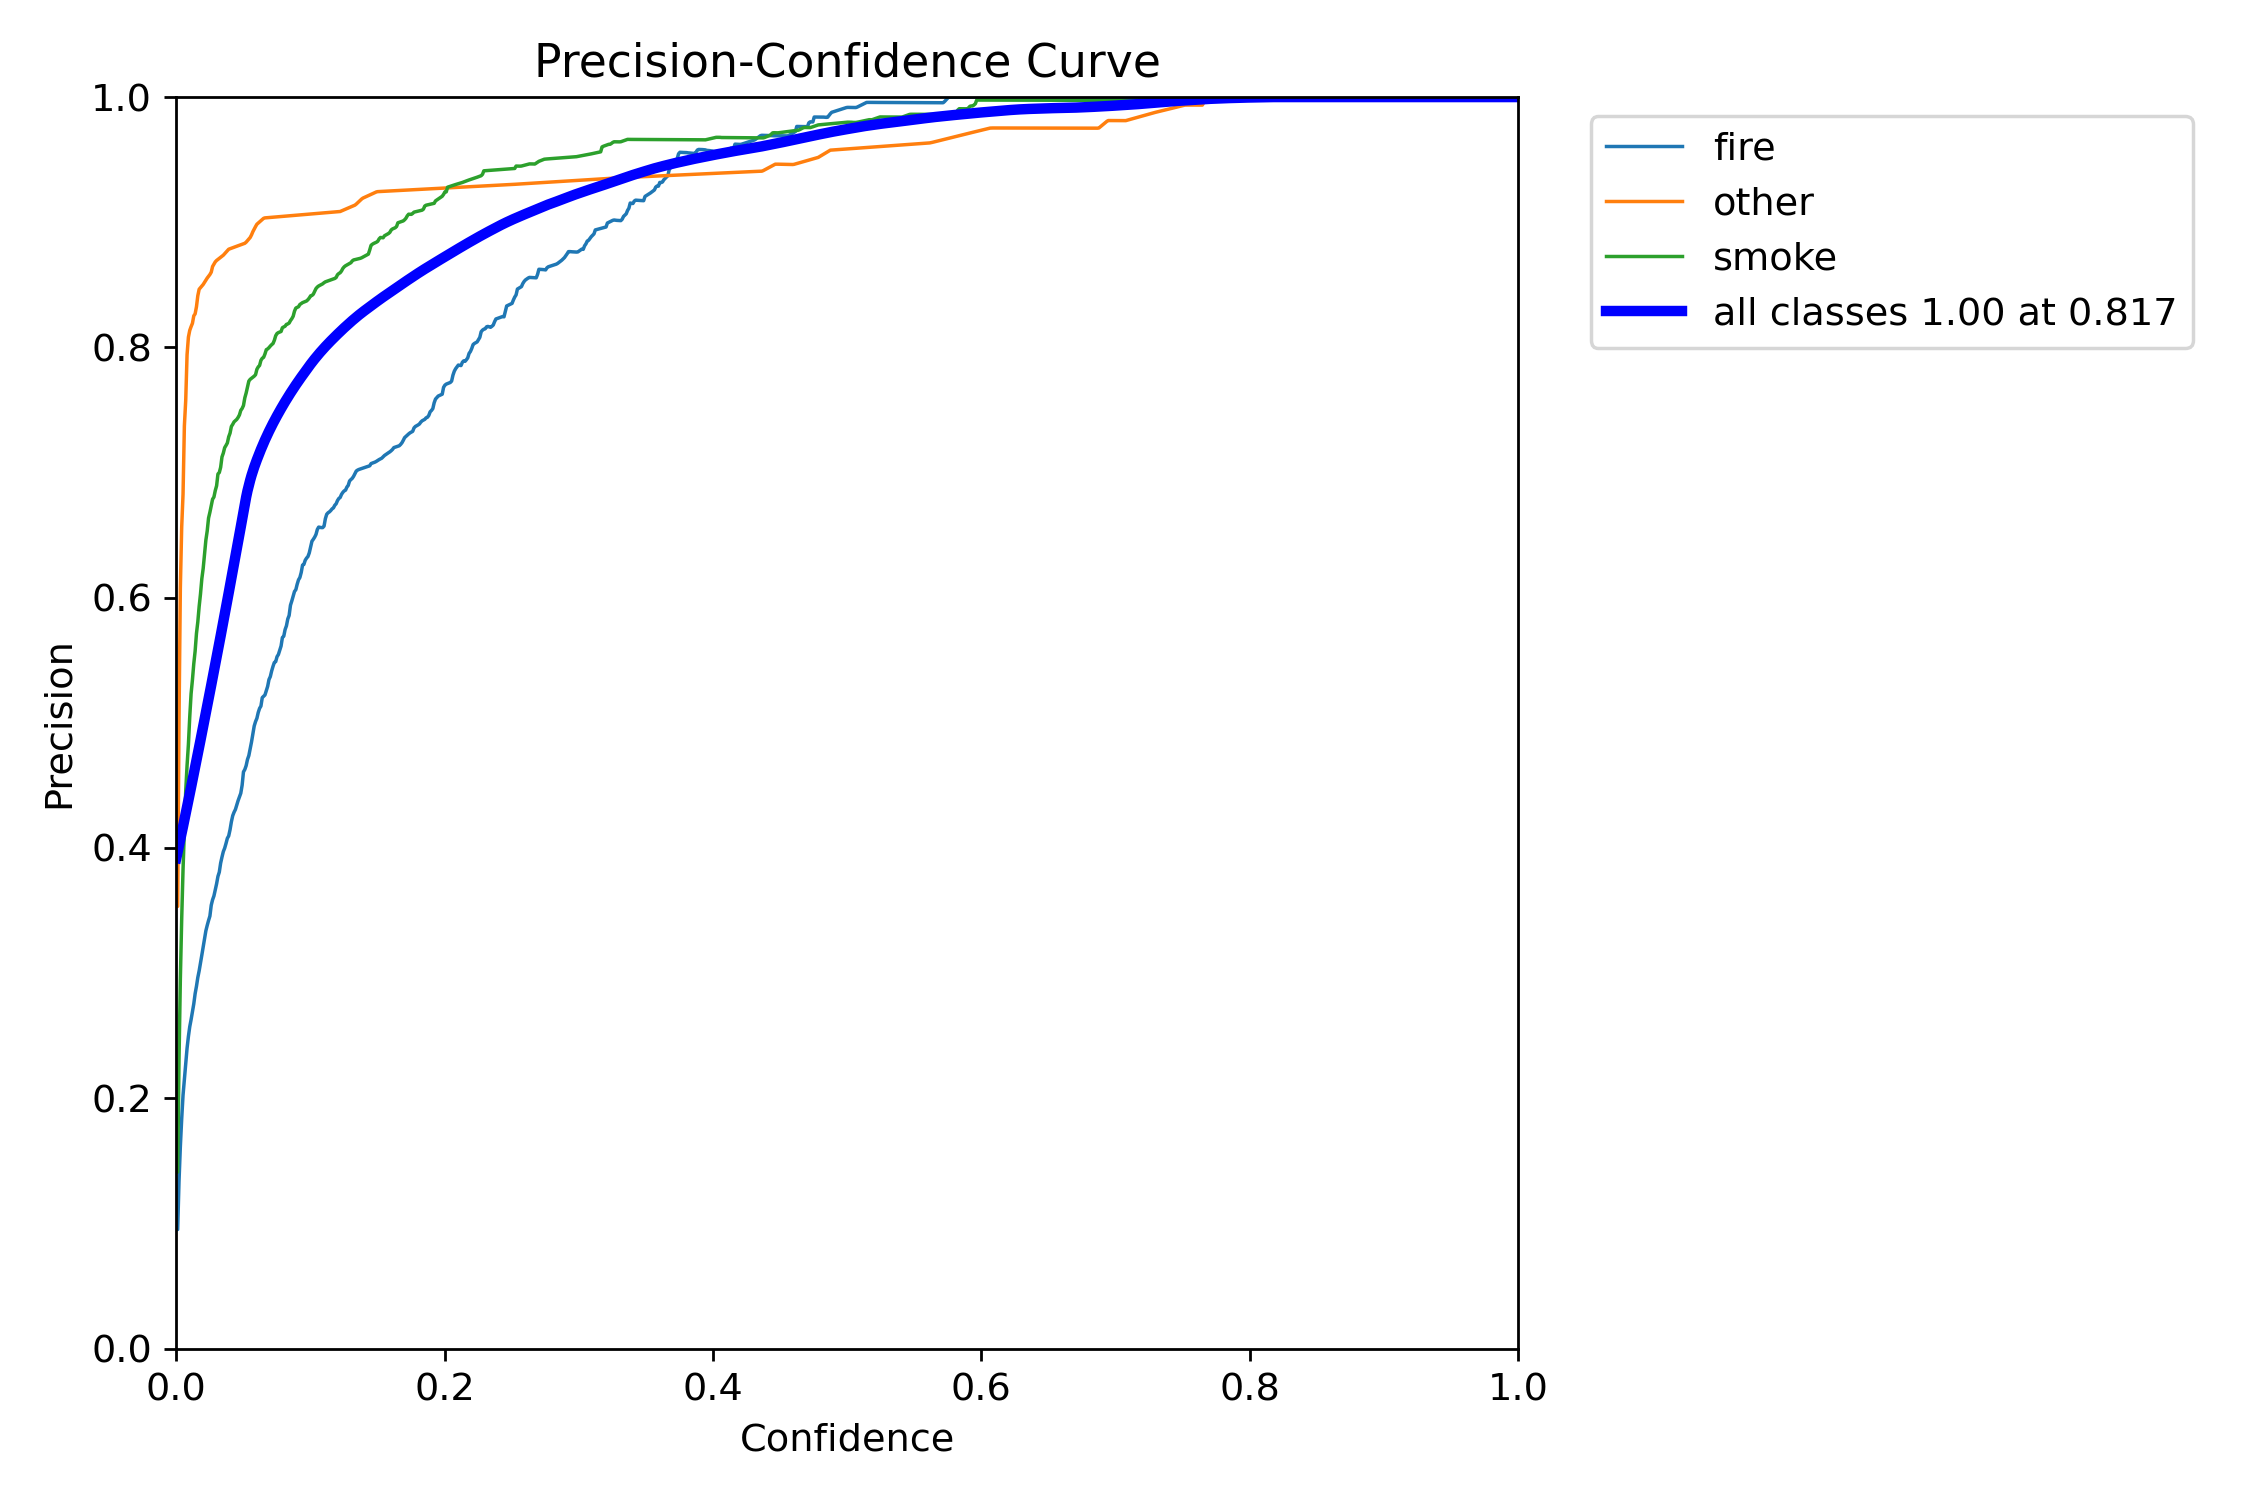 Precision-Confidence Curve
1.0
0.8
0.6
0.4
0.2
0.0
Precision
0.0 0.2 0.4 0.6 0.8 1.0
Confidence
fire
other
smoke
all classes 1.00 at 0.817